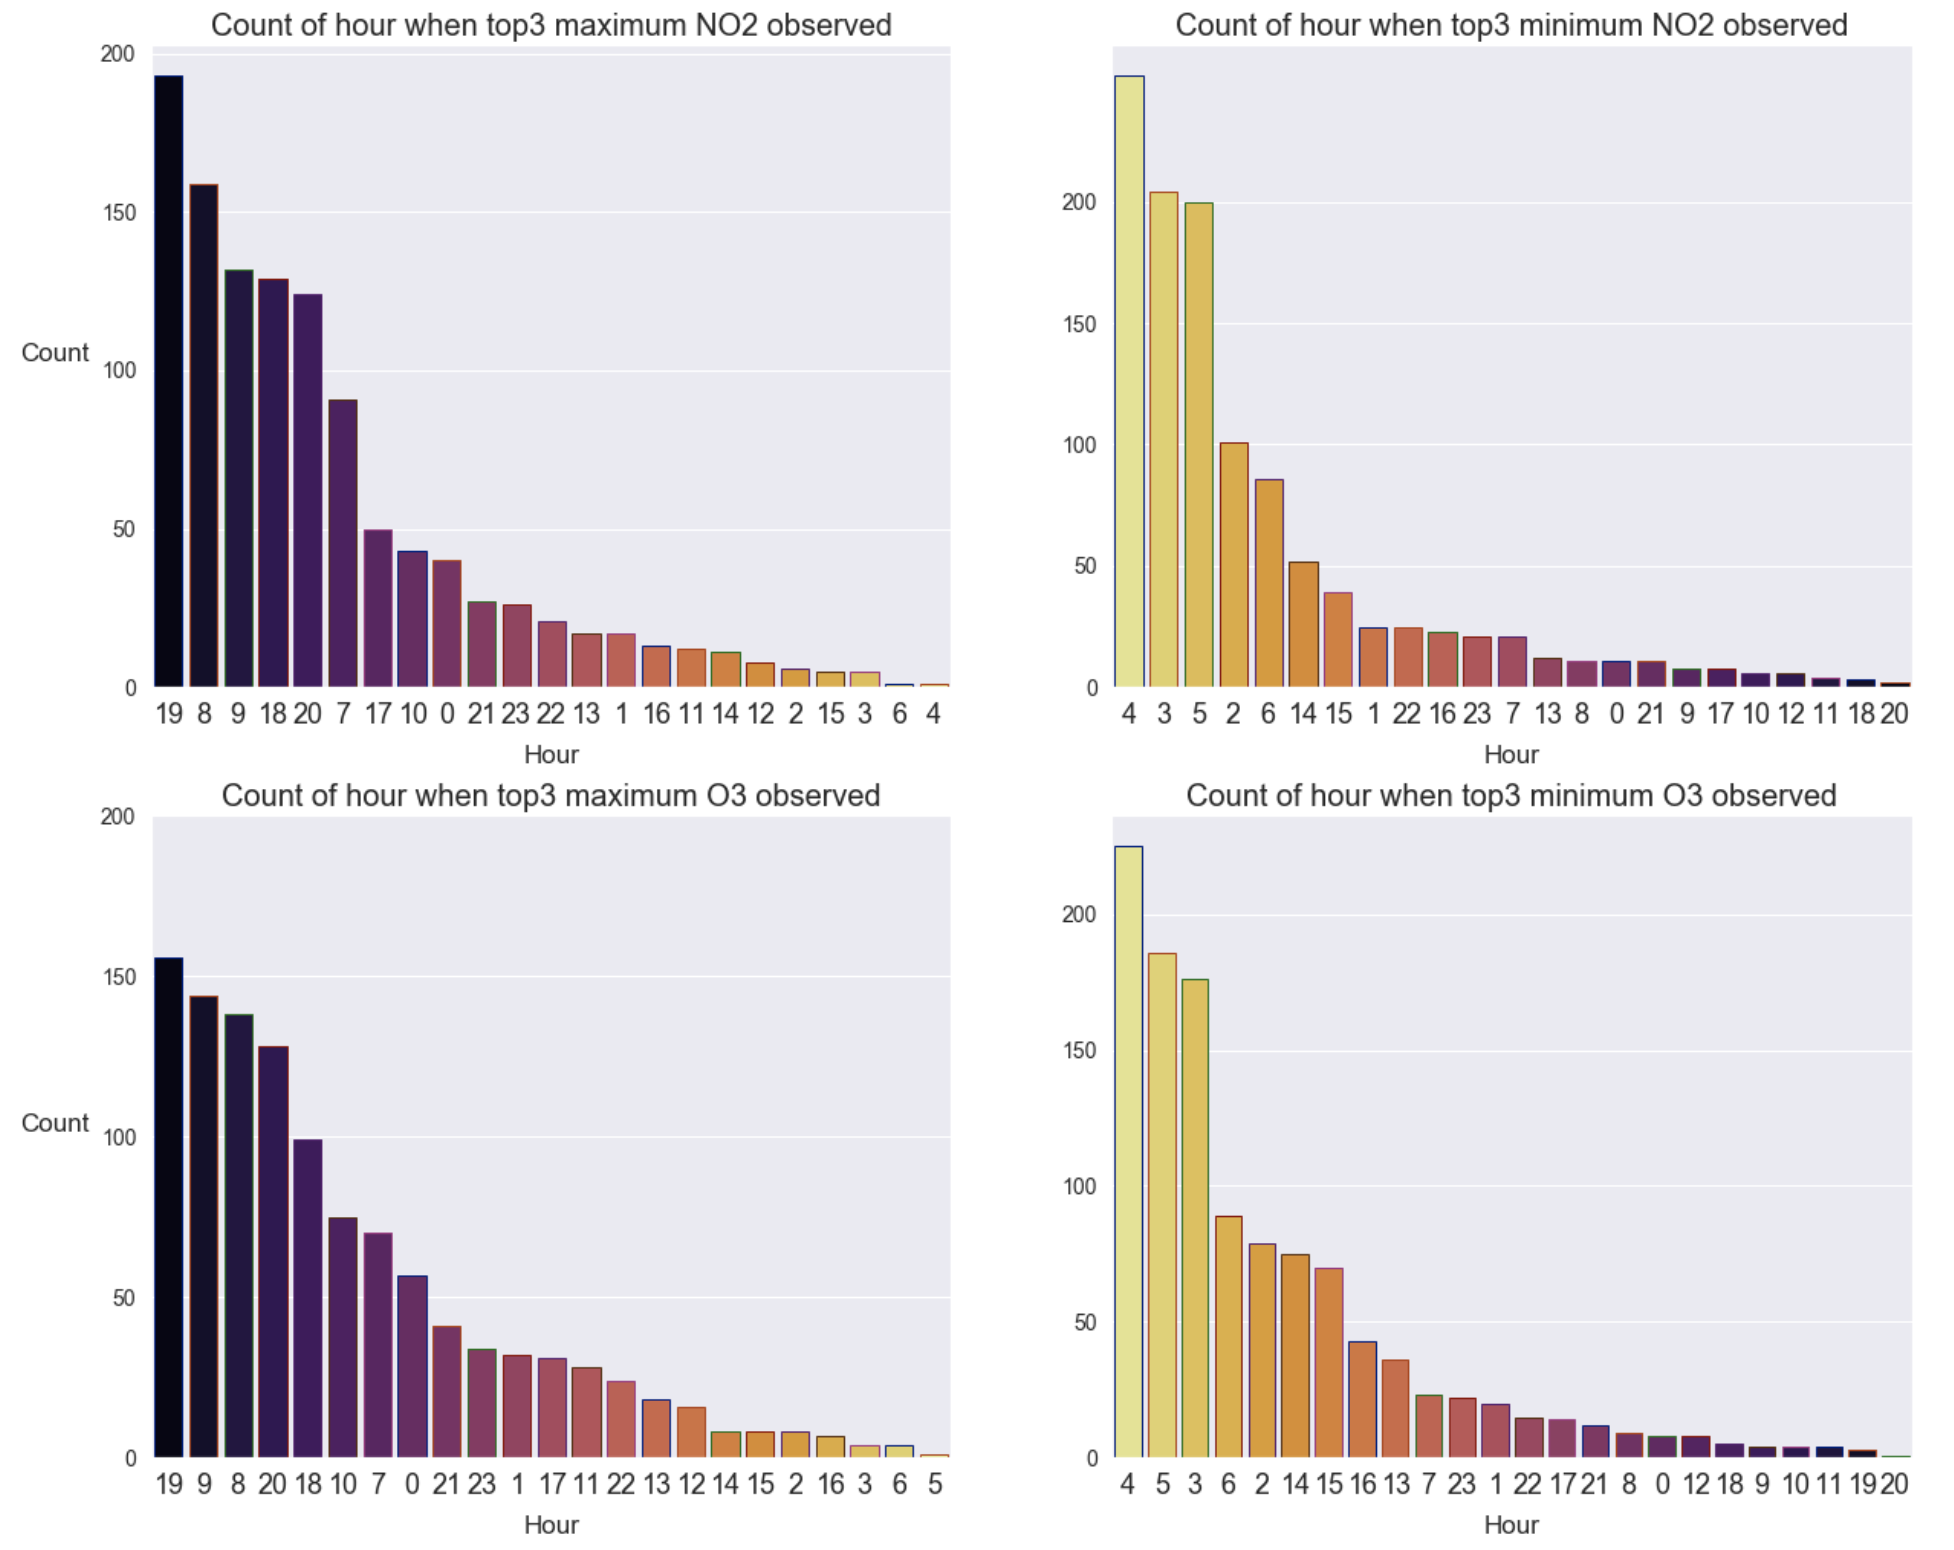 Count of hour when top3 maximum NO2 observed
200
150
Count
100
50
0
19 8 9 18 20 7 17 10 0 21 23 22 13 1 16 11 14 12 2 15 3 6 4
Hour
Count of hour when top3 minimum NO2 observed
200
150
100
50
0
4 3 5 2 6 14 15 1 22 16 23 7 13 8 0 21 9 17 10 12 11 18 20
Hour
Count of hour when top3 maximum O3 observed
200
150
Count
100
50
0
19 9 8 20 18 10 7 0 21 23 1 17 11 22 13 12 14 15 2 16 3 6 5
Hour
Count of hour when top3 minimum O3 observed
200
150
100
50
0
4 5 3 6 2 14 15 16 13 7 23 1 22 17 21 8 0 12 18 9 10 11 19 20
Hour